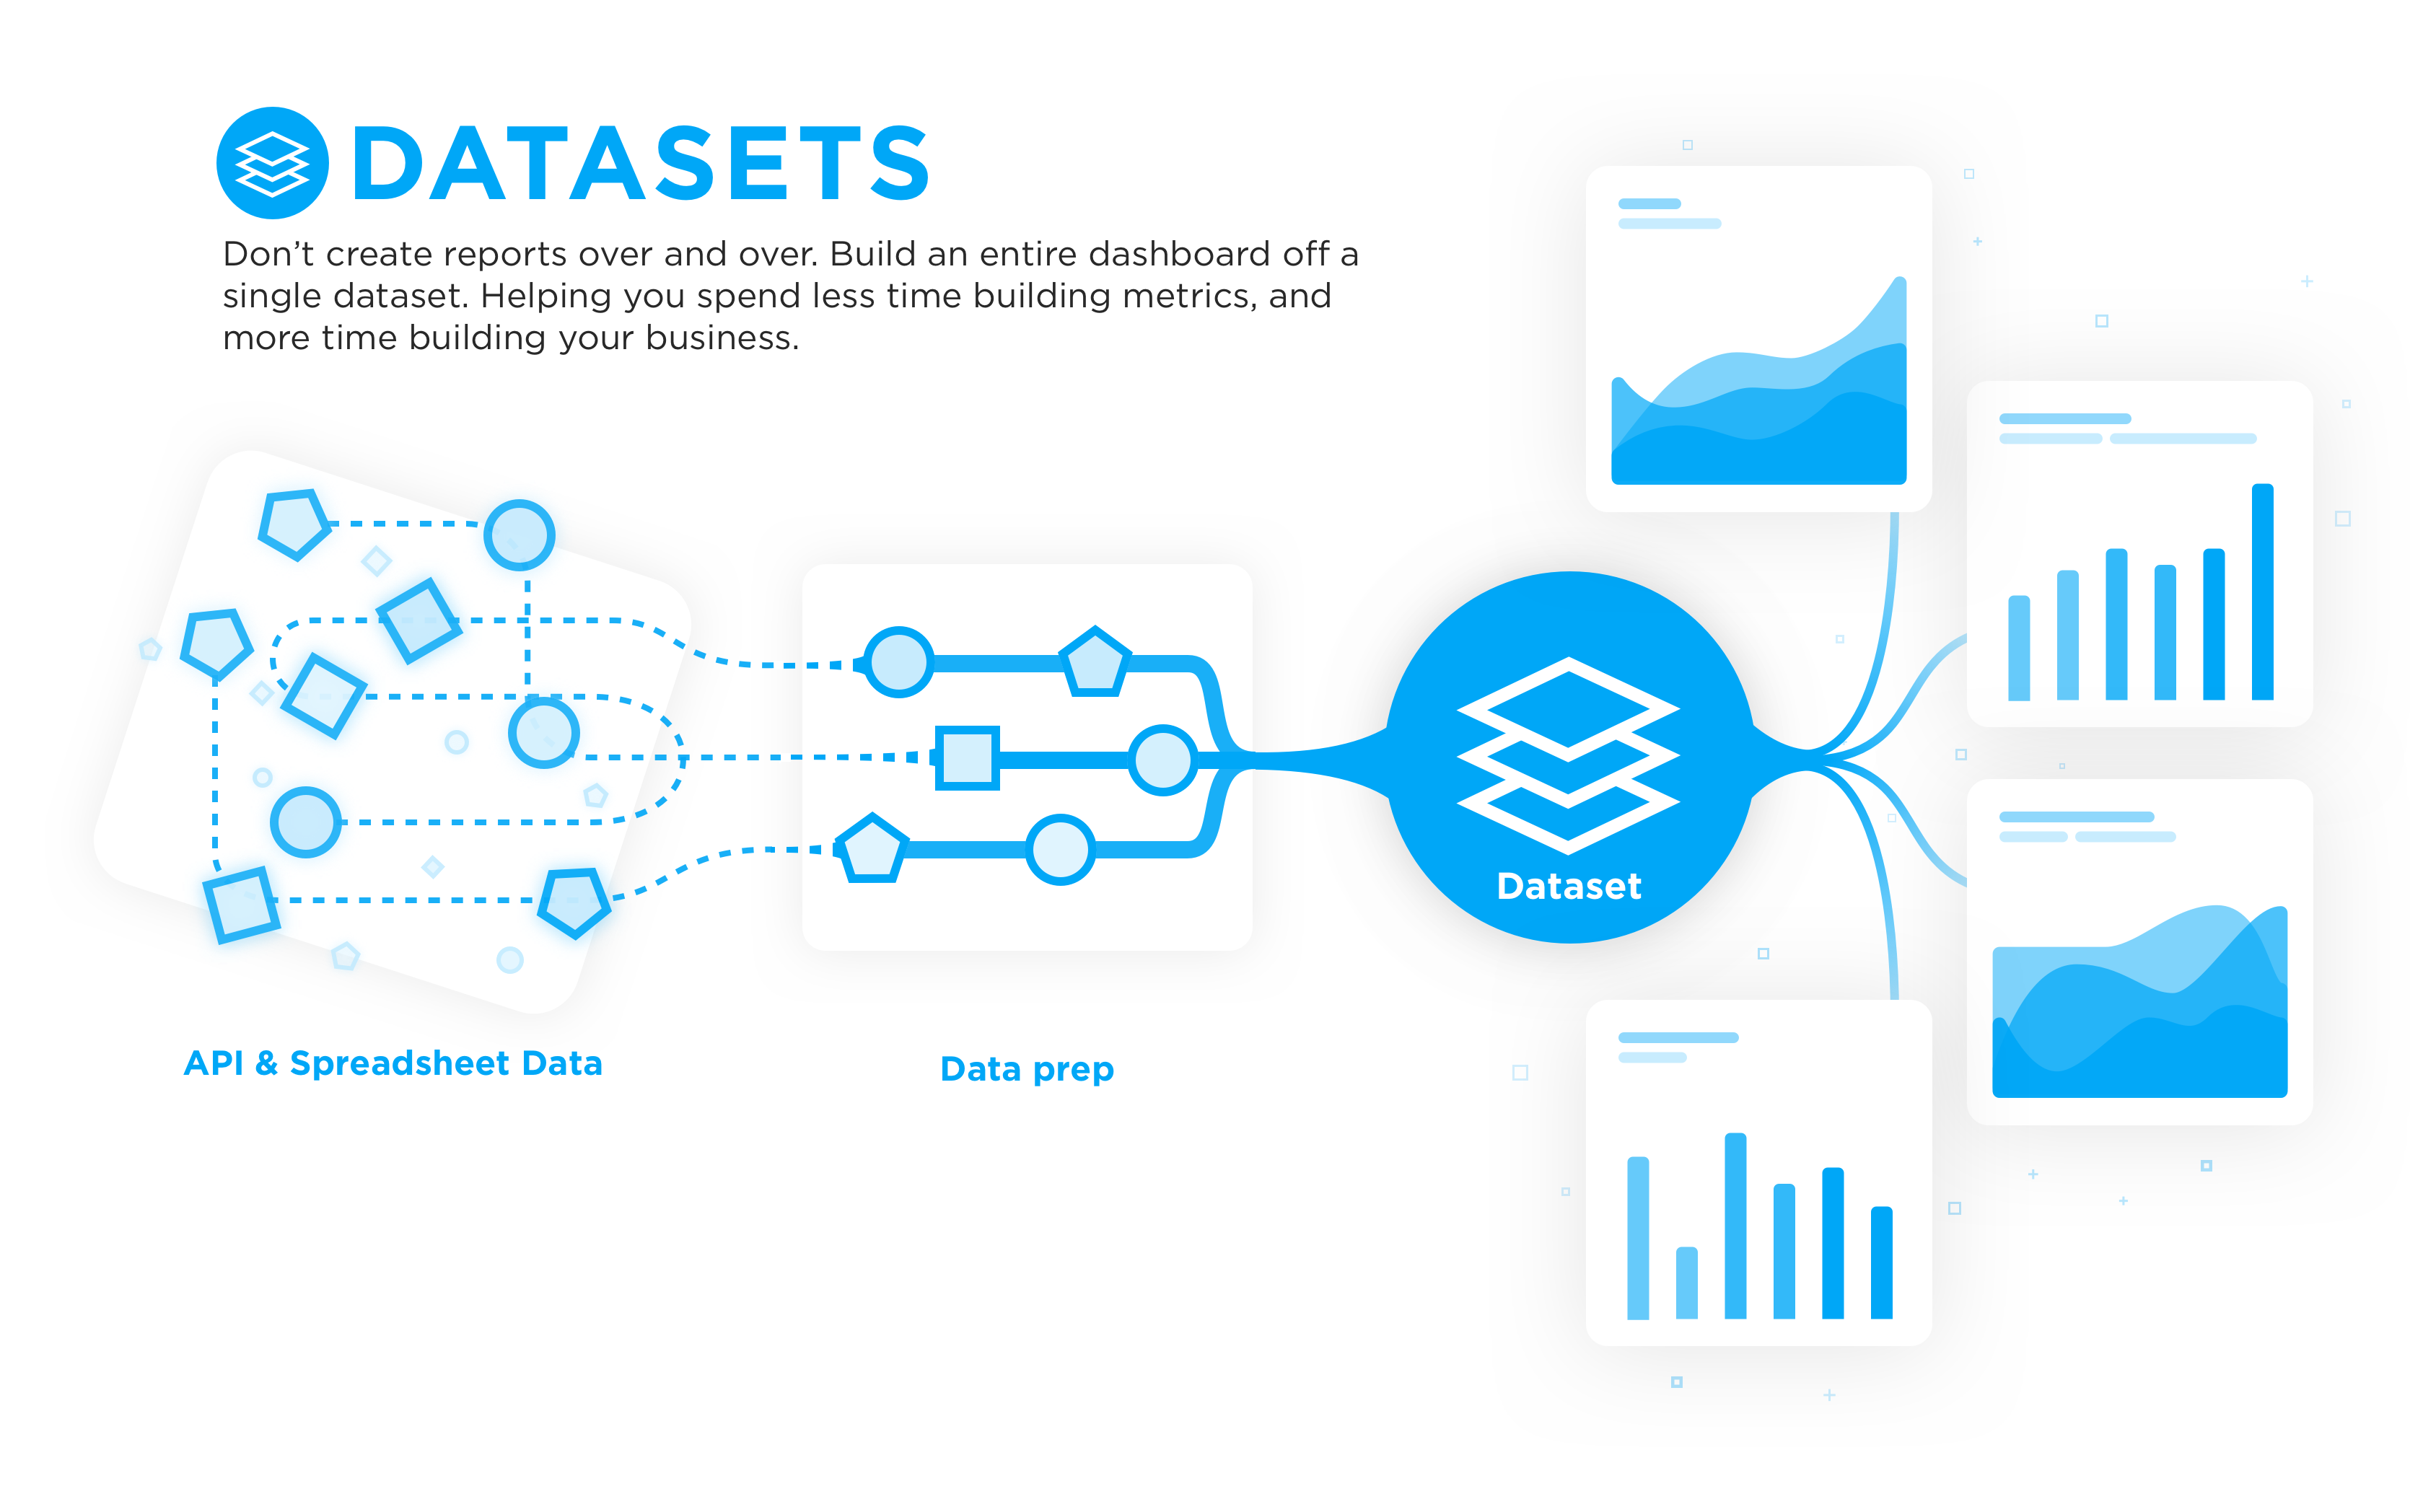 DATASETS
Don’t create reports over and over. Build an entire dashboard off a
single dataset. Helping you spend less time building metrics, and
more time building your business.
Dataset
API & Spreadsheet Data
Data prep